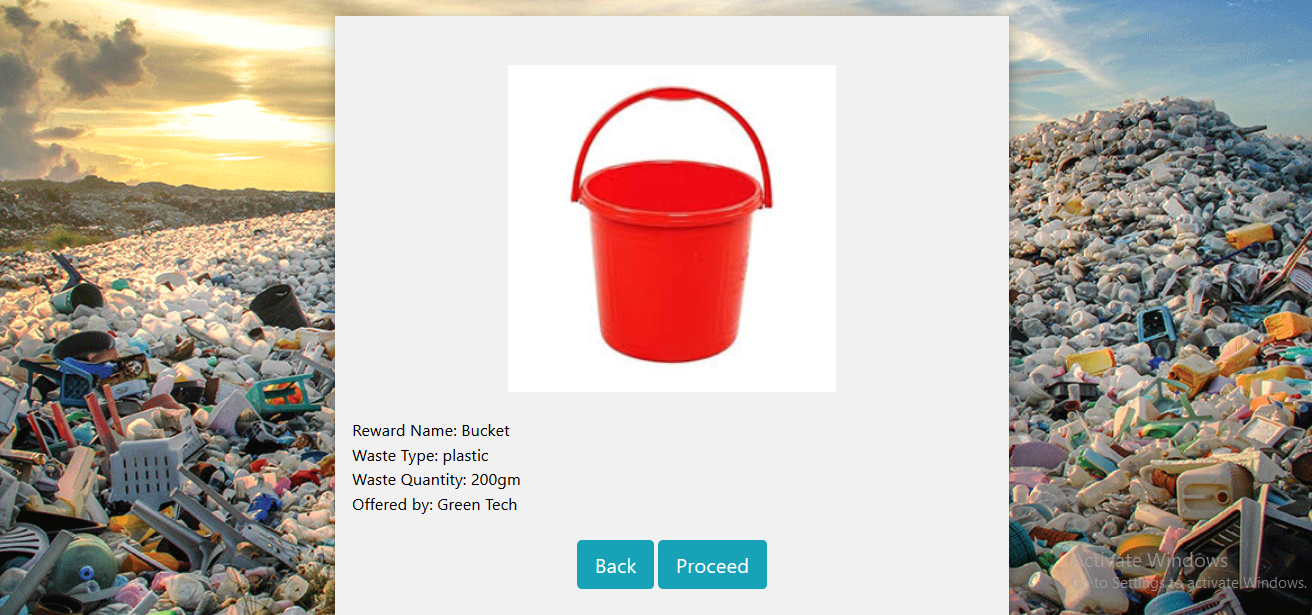 Reward Name: Bucket
Waste Type: plastic
Waste Quantity: 200gm
Offered by: Green Tech
Back
Proceed
Activate Windows
Go to Settings to activate Windows.